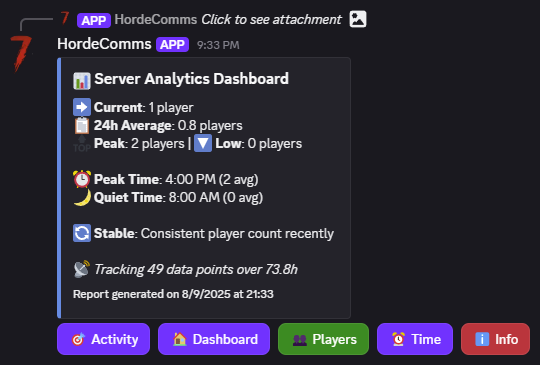 7 APP HordeComms Click to see attachment
HordeComms APP 9:33 PM
Server Analytics Dashboard
Current: 1 player
24h Average: 0.8 players
TOP Peak: 2 players | Low: 0 players
Peak Time: 4:00 PM (2 avg)
Quiet Time: 8:00 AM (0 avg)
Stable: Consistent player count recently
Tracking 49 data points over 73.8h
Report generated on 8/9/2025 at 21:33
Activity Dashboard Players Time Info